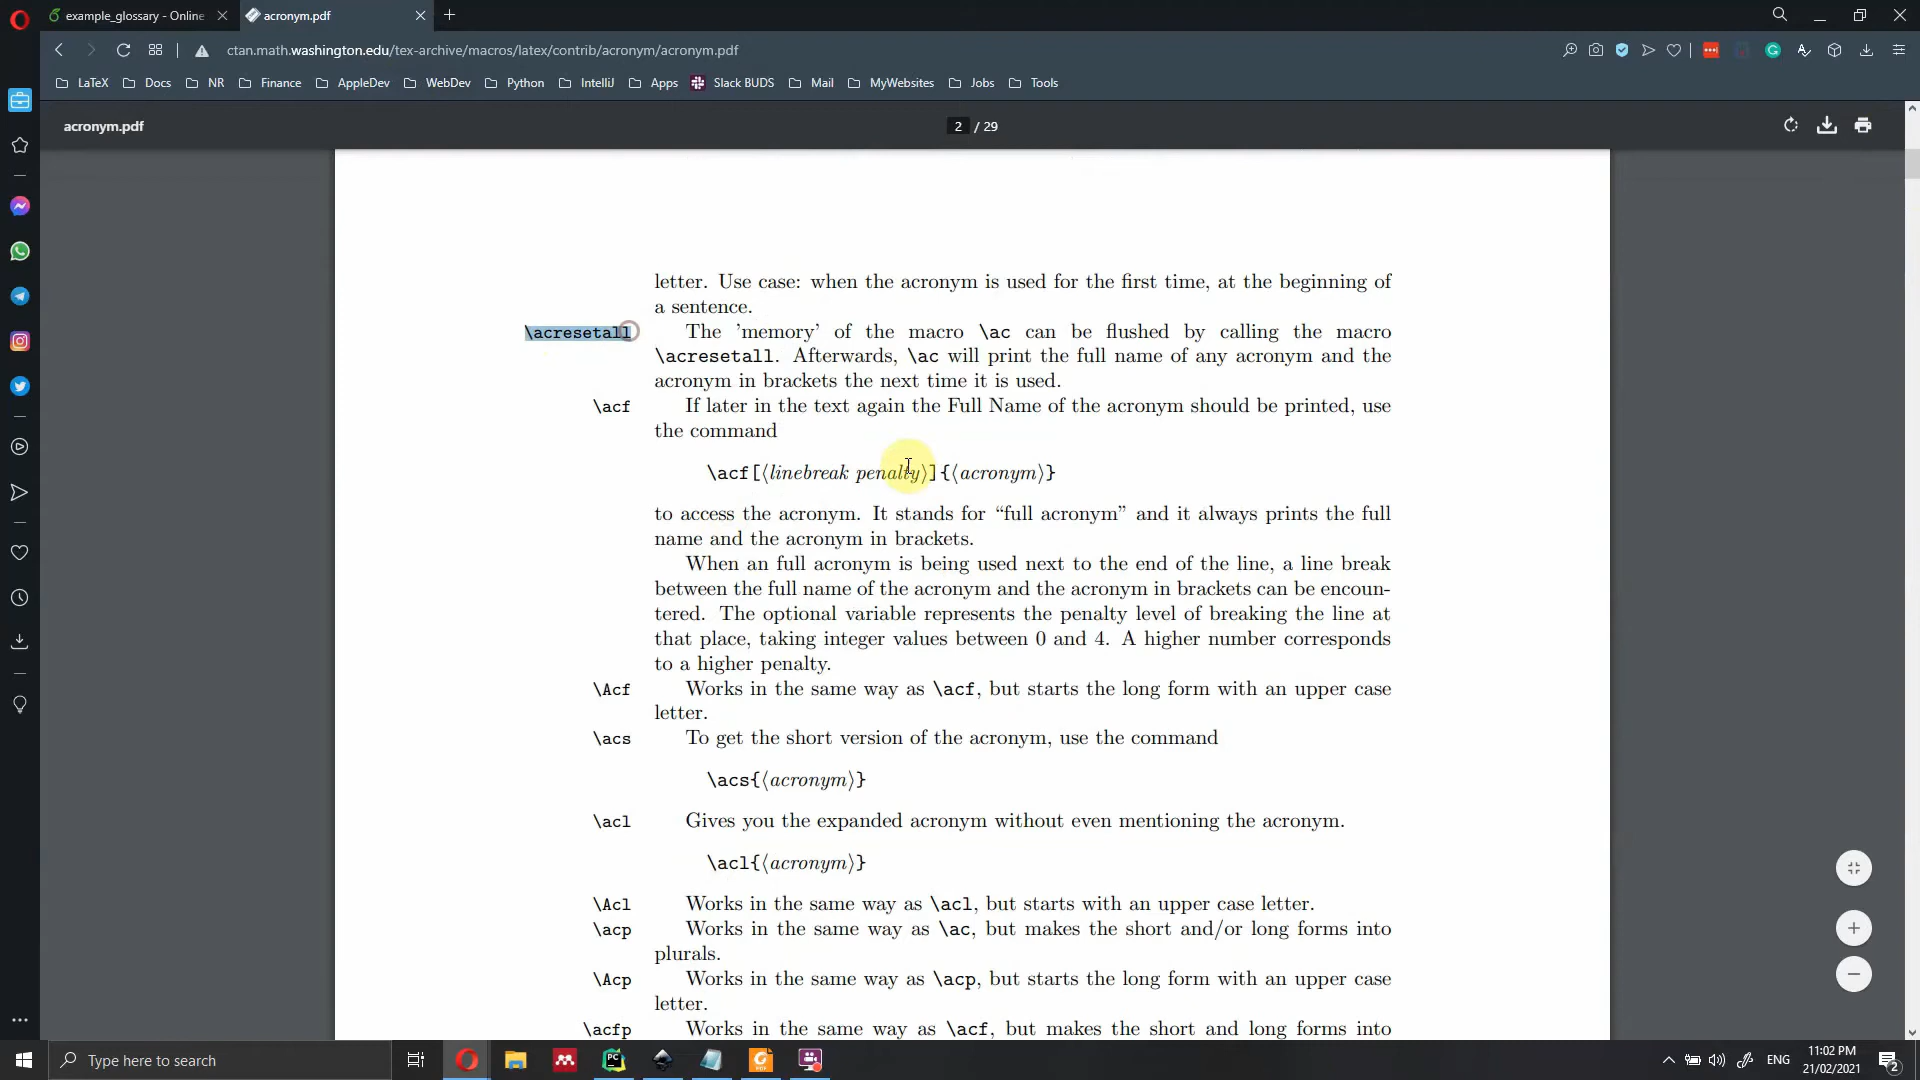 example_glossary - Online
acronym.pdf
ctan.math.washington.edu/tex-archive/macros/latex/contrib/acronym/acronym.pdf
LaTeX Docs NR Finance AppleDev WebDev Python IntelliJ Apps Slack BUDS Mail MyWebsites Jobs Tools
acronym.pdf
2 / 29
letter. Use case: when the acronym is used for the first time, at the beginning of
a sentence.
\acresetall The 'memory' of the macro \ac can be flushed by calling the macro
\acresetall. Afterwards, \ac will print the full name of any acronym and the
acronym in brackets the next time it is used.
\acf If later in the text again the Full Name of the acronym should be printed, use
the command
\acf[⟨linebreak penalty⟩]{⟨acronym⟩}
to access the acronym. It stands for “full acronym” and it always prints the full
name and the acronym in brackets.
When an full acronym is being used next to the end of the line, a line break
between the full name of the acronym and the acronym in brackets can be encoun-
tered. The optional variable represents the penalty level of breaking the line at
that place, taking integer values between 0 and 4. A higher number corresponds
to a higher penalty.
\Acf Works in the same way as \acf, but starts the long form with an upper case
letter.
\acs To get the short version of the acronym, use the command
\acs{⟨acronym⟩}
\acl Gives you the expanded acronym without even mentioning the acronym.
\acl{⟨acronym⟩}
\Acl Works in the same way as \acl, but starts with an upper case letter.
\acp Works in the same way as \ac, but makes the short and/or long forms into
plurals.
\Acp Works in the same way as \acp, but starts the long form with an upper case
letter.
\acfp Works in the same way as \acf, but makes the short and long forms into
Type here to search
PC
ENG
11:02 PM
21/02/2021
2